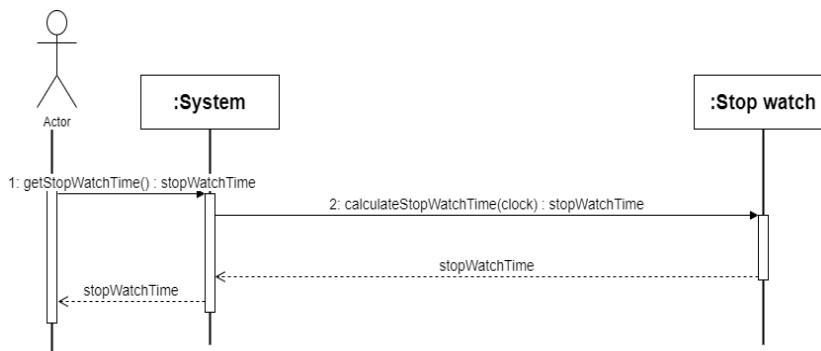 :System
:Stop watch
Actor
1: getStopWatchTime() : stopWatchTime
2: calculateStopWatchTime(clock) : stopWatchTime
stopWatchTime
stopWatchTime